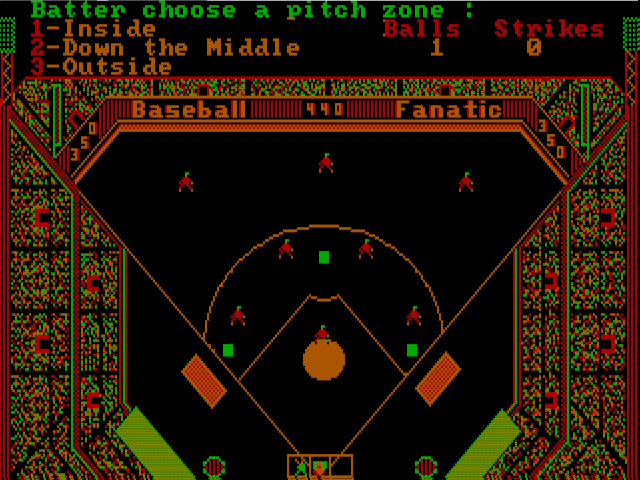 Batter choose a pitch zone :
1-Inside Balls Strikes
2-Down the Middle 1 0
3-Outside
Baseball 440 Fanatic
350 350